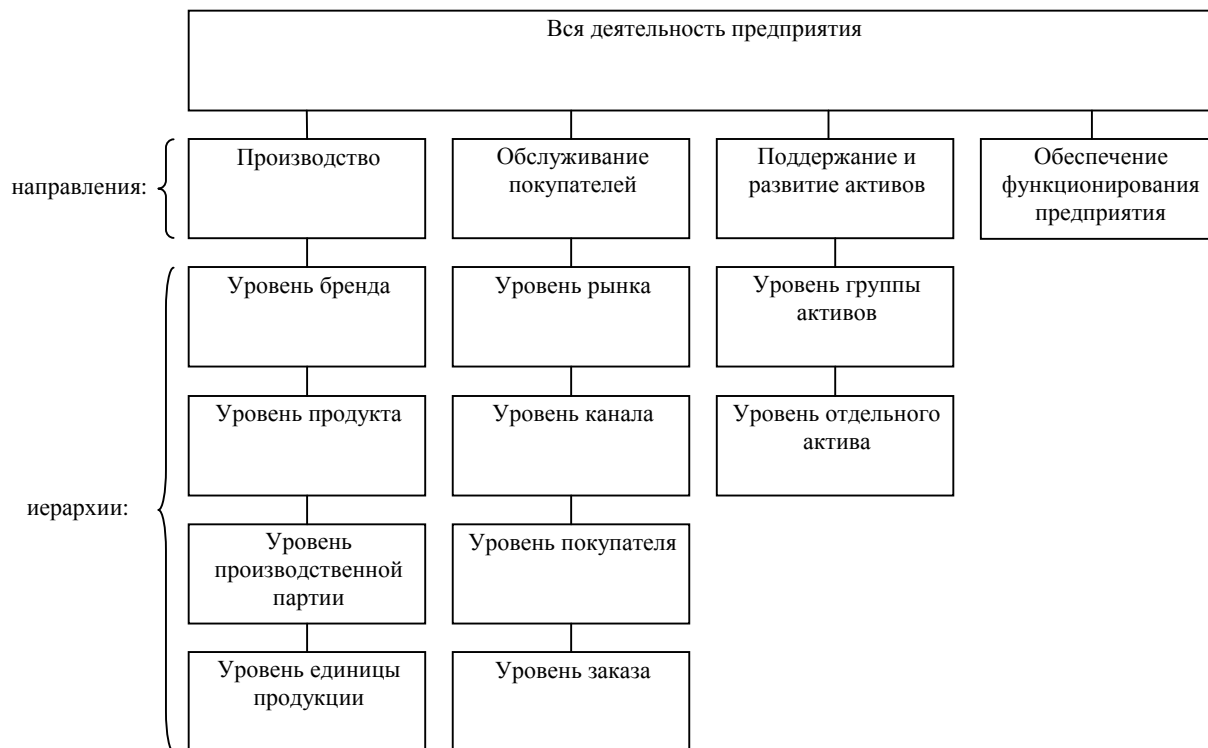 Вся деятельность предприятия
направления:
Производство
Обслуживание
покупателей
Поддержание и
развитие активов
Обеспечение
функционирования
предприятия
иерархии:
Уровень бренда
Уровень рынка
Уровень группы
активов
Уровень продукта
Уровень канала
Уровень отдельного
актива
Уровень
производственной
партии
Уровень покупателя
Уровень единицы
продукции
Уровень заказа